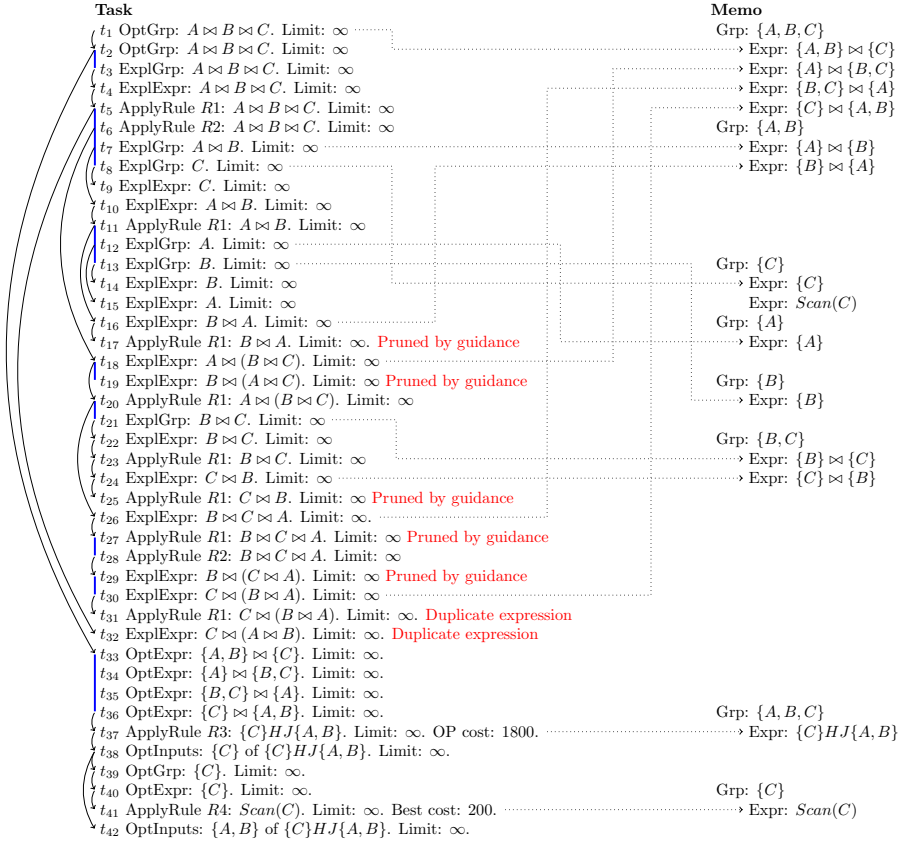 Task Memo
t₁ OptGrp: A ⋈ B ⋈ C. Limit: ∞ Grp: {A, B, C}
t₂ OptGrp: A ⋈ B ⋈ C. Limit: ∞ Expr: {A, B} ⋈ {C}
t₃ ExplGrp: A ⋈ B ⋈ C. Limit: ∞ Expr: {A} ⋈ {B, C}
t₄ ExplExpr: A ⋈ B ⋈ C. Limit: ∞ Expr: {B, C} ⋈ {A}
t₅ ApplyRule R1: A ⋈ B ⋈ C. Limit: ∞ Expr: {C} ⋈ {A, B}
t₆ ApplyRule R2: A ⋈ B ⋈ C. Limit: ∞ Grp: {A, B}
t₇ ExplGrp: A ⋈ B. Limit: ∞ Expr: {A} ⋈ {B}
t₈ ExplGrp: C. Limit: ∞ Expr: {B} ⋈ {A}
t₉ ExplExpr: C. Limit: ∞
t₁₀ ExplExpr: A ⋈ B. Limit: ∞
t₁₁ ApplyRule R1: A ⋈ B. Limit: ∞
t₁₂ ExplGrp: A. Limit: ∞
t₁₃ ExplGrp: B. Limit: ∞ Grp: {C}
t₁₄ ExplExpr: B. Limit: ∞ Expr: {C}
t₁₅ ExplExpr: A. Limit: ∞ Expr: Scan(C)
t₁₆ ExplExpr: B ⋈ A. Limit: ∞ Grp: {A}
t₁₇ ApplyRule R1: B ⋈ A. Limit: ∞. Pruned by guidance Expr: {A}
t₁₈ ExplExpr: A ⋈ (B ⋈ C). Limit: ∞
t₁₉ ExplExpr: B ⋈ (A ⋈ C). Limit: ∞ Pruned by guidance Grp: {B}
t₂₀ ApplyRule R1: A ⋈ (B ⋈ C). Limit: ∞ Expr: {B}
t₂₁ ExplGrp: B ⋈ C. Limit: ∞
t₂₂ ExplExpr: B ⋈ C. Limit: ∞ Grp: {B, C}
t₂₃ ApplyRule R1: B ⋈ C. Limit: ∞ Expr: {B} ⋈ {C}
t₂₄ ExplExpr: C ⋈ B. Limit: ∞ Expr: {C} ⋈ {B}
t₂₅ ApplyRule R1: C ⋈ B. Limit: ∞ Pruned by guidance
t₂₆ ExplExpr: B ⋈ C ⋈ A. Limit: ∞.
t₂₇ ApplyRule R1: B ⋈ C ⋈ A. Limit: ∞ Pruned by guidance
t₂₈ ApplyRule R2: B ⋈ C ⋈ A. Limit: ∞
t₂₉ ExplExpr: B ⋈ (C ⋈ A). Limit: ∞ Pruned by guidance
t₃₀ ExplExpr: C ⋈ (B ⋈ A). Limit: ∞
t₃₁ ApplyRule R1: C ⋈ (B ⋈ A). Limit: ∞. Duplicate expression
t₃₂ ExplExpr: C ⋈ (A ⋈ B). Limit: ∞. Duplicate expression
t₃₃ OptExpr: {A, B} ⋈ {C}. Limit: ∞.
t₃₄ OptExpr: {A} ⋈ {B, C}. Limit: ∞.
t₃₅ OptExpr: {B, C} ⋈ {A}. Limit: ∞.
t₃₆ OptExpr: {C} ⋈ {A, B}. Limit: ∞. Grp: {A, B, C}
t₃₇ ApplyRule R3: {C}HJ{A, B}. Limit: ∞. OP cost: 1800. Expr: {C}HJ{A, B}
t₃₈ OptInputs: {C} of {C}HJ{A, B}. Limit: ∞.
t₃₉ OptGrp: {C}. Limit: ∞.
t₄₀ OptExpr: {C}. Limit: ∞. Grp: {C}
t₄₁ ApplyRule R4: Scan(C). Limit: ∞. Best cost: 200. Expr: Scan(C)
t₄₂ OptInputs: {A, B} of {C}HJ{A, B}. Limit: ∞.